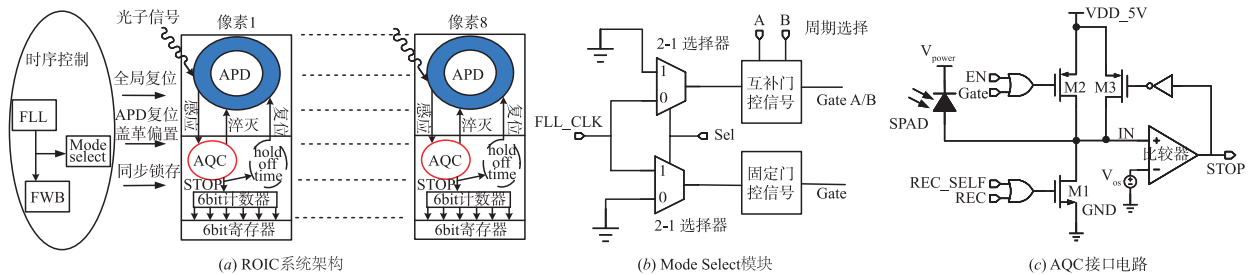 光子信号
像素1
像素8
时序控制
FLL
Mode
select
FWB
全局复位
APD复位
盖革偏置
同步锁存
APD
感应
淬灭
复位
AQC
hold
off
time
STOP
6bit计数器
6bit寄存器
APD
感应
淬灭
复位
AQC
hold
off
time
STOP
6bit计数器
6bit寄存器
(a) ROIC系统架构
A
B
周期选择
2-1 选择器
1
0
互补门
控信号
Gate A/B
FLL_CLK
Sel
1
0
固定门
控信号
Gate
2-1 选择器
(b) Mode Select模块
VDD_5V
Vpower
EN
Gate
M2
M3
SPAD
IN
+
-
比较器
STOP
Vos
REC_SELF
REC
M1
GND
(c) AQC接口电路